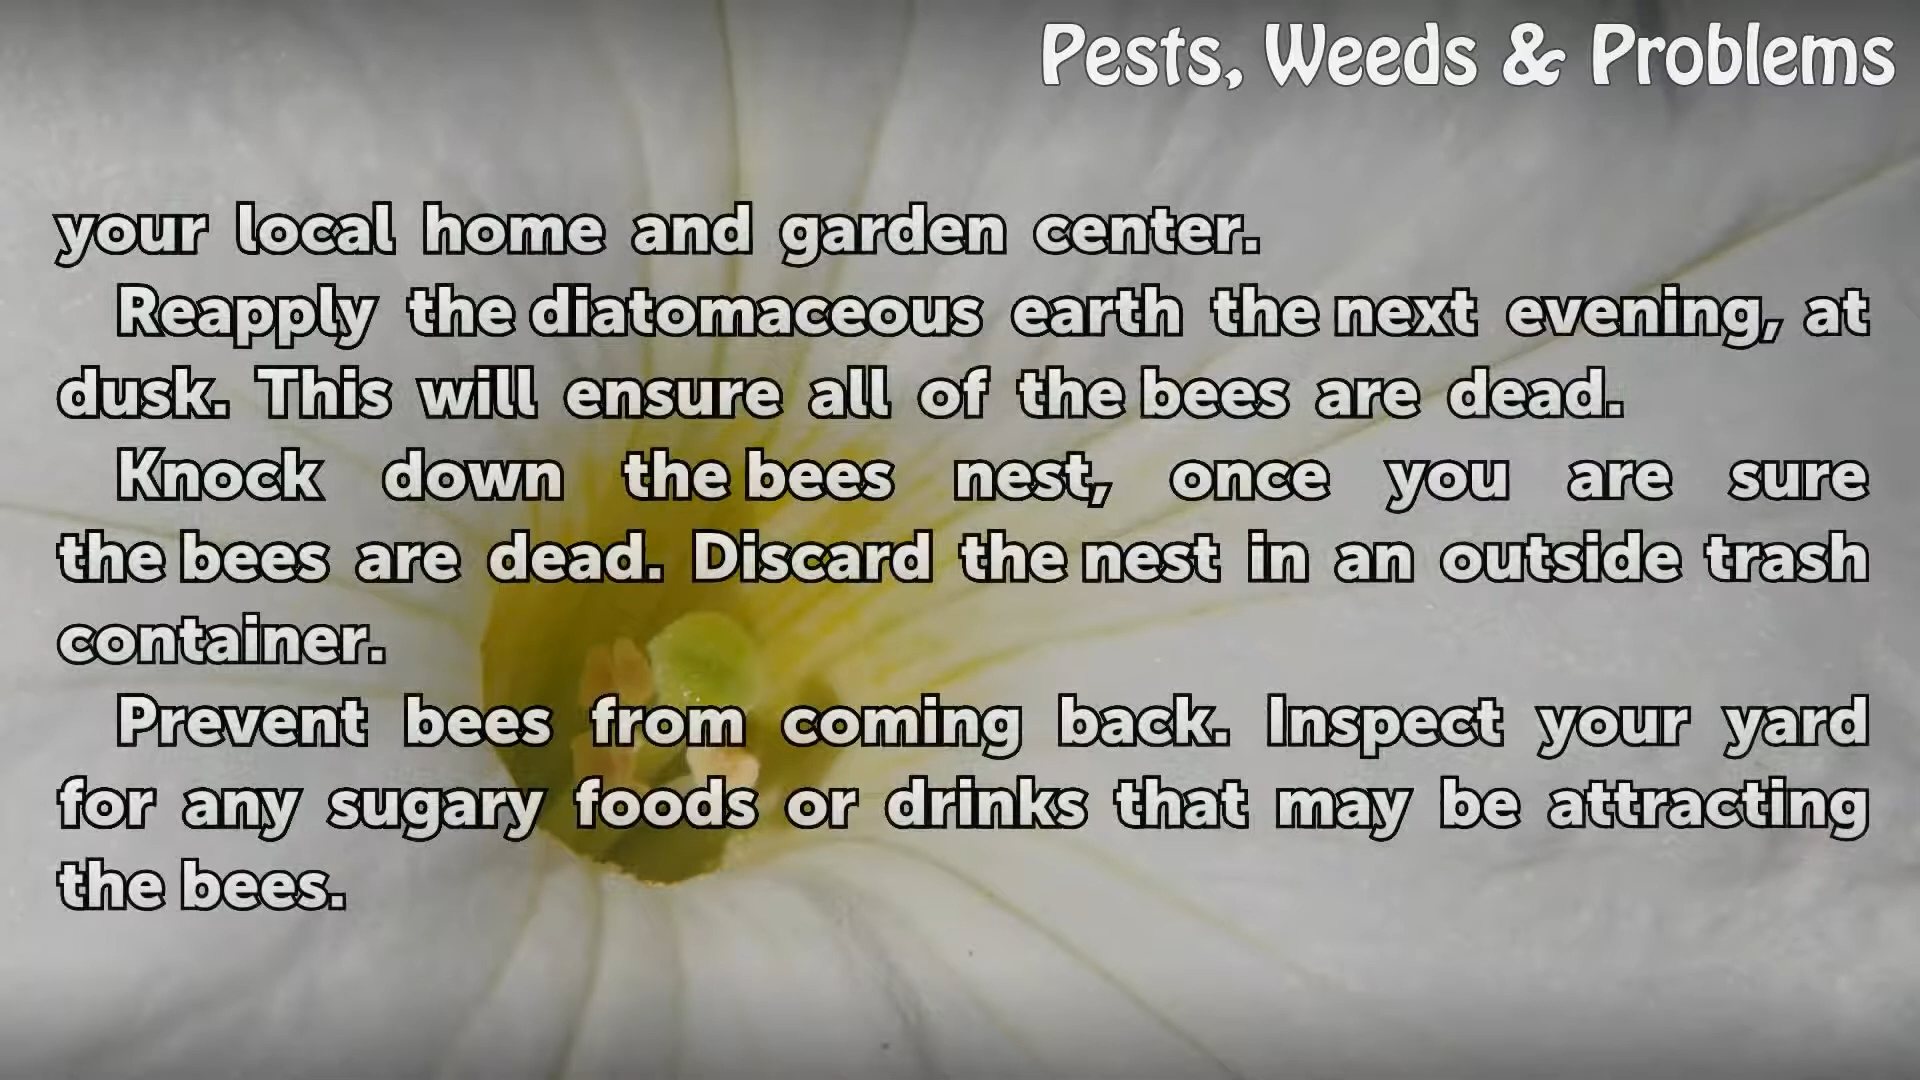 Pests, Weeds & Problems
your local home and garden center.
Reapply the diatomaceous earth the next evening, at
dusk. This will ensure all of the bees are dead.
Knock down the bees nest, once you are sure
the bees are dead. Discard the nest in an outside trash
container.
Prevent bees from coming back. Inspect your yard
for any sugary foods or drinks that may be attracting
the bees.